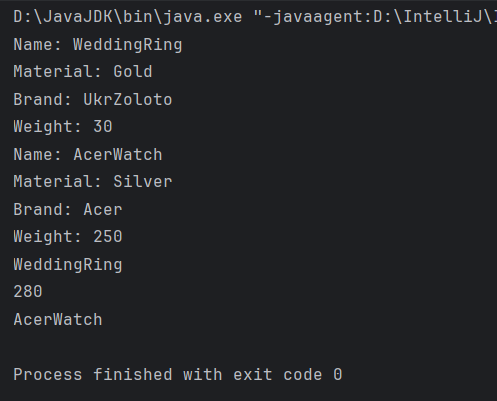 D:\JavaJDK\bin\java.exe "-javaagent:D:\IntelliJ\
Name: WeddingRing
Material: Gold
Brand: UkrZoloto
Weight: 30
Name: AcerWatch
Material: Silver
Brand: Acer
Weight: 250
WeddingRing
280
AcerWatch
Process finished with exit code 0